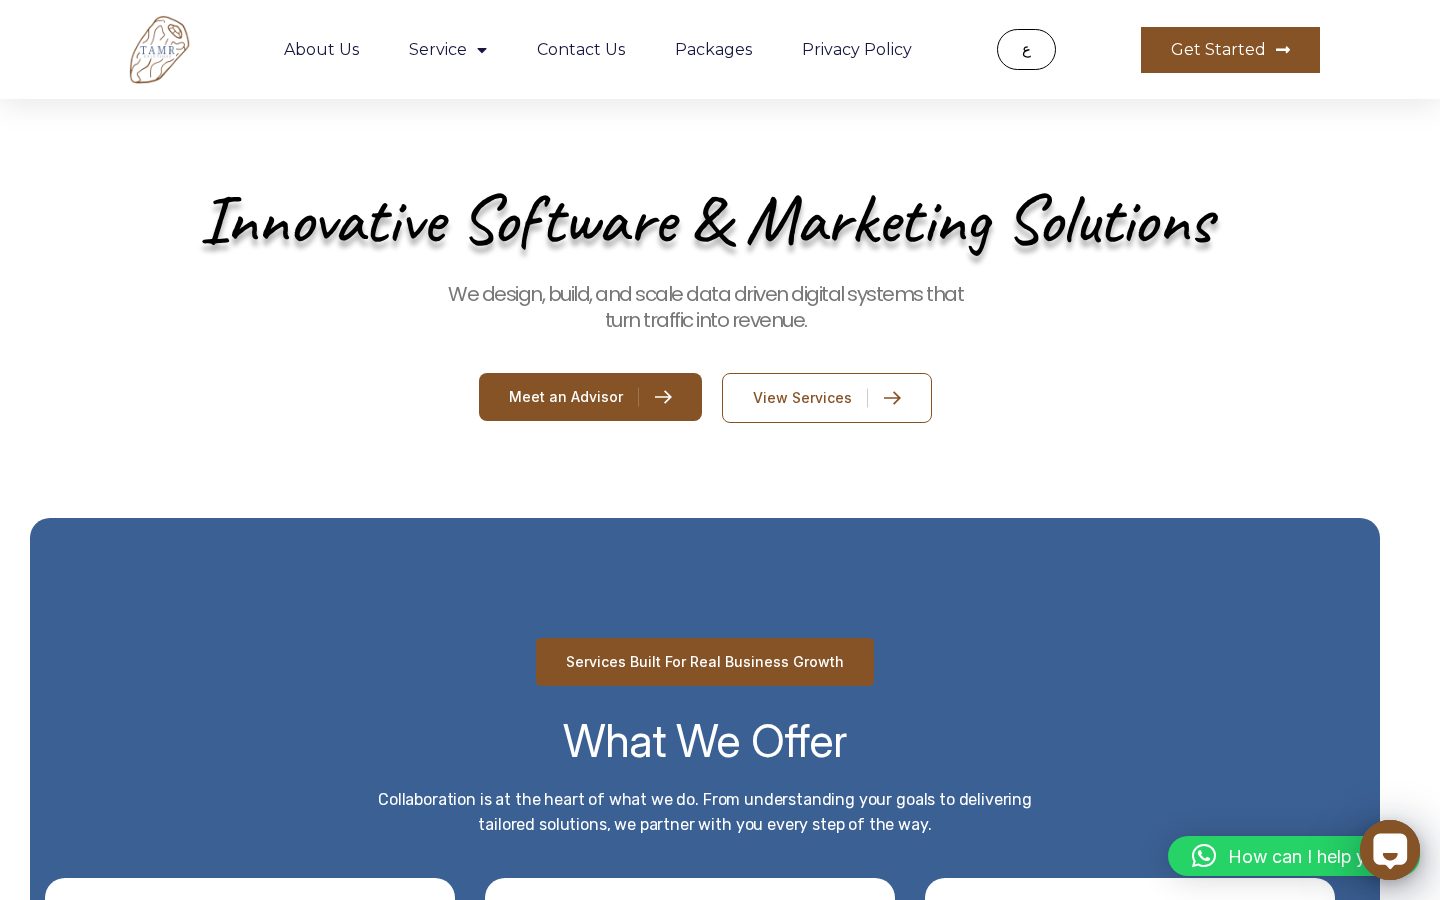 TAMR
About Us
Service
Contact Us
Packages
Privacy Policy
ع
Get Started
Innovative Software & Marketing Solutions
We design, build, and scale data driven digital systems that
turn traffic into revenue.
Meet an Advisor
View Services
Services Built For Real Business Growth
What We Offer
Collaboration is at the heart of what we do. From understanding your goals to delivering
tailored solutions, we partner with you every step of the way.
How can I help